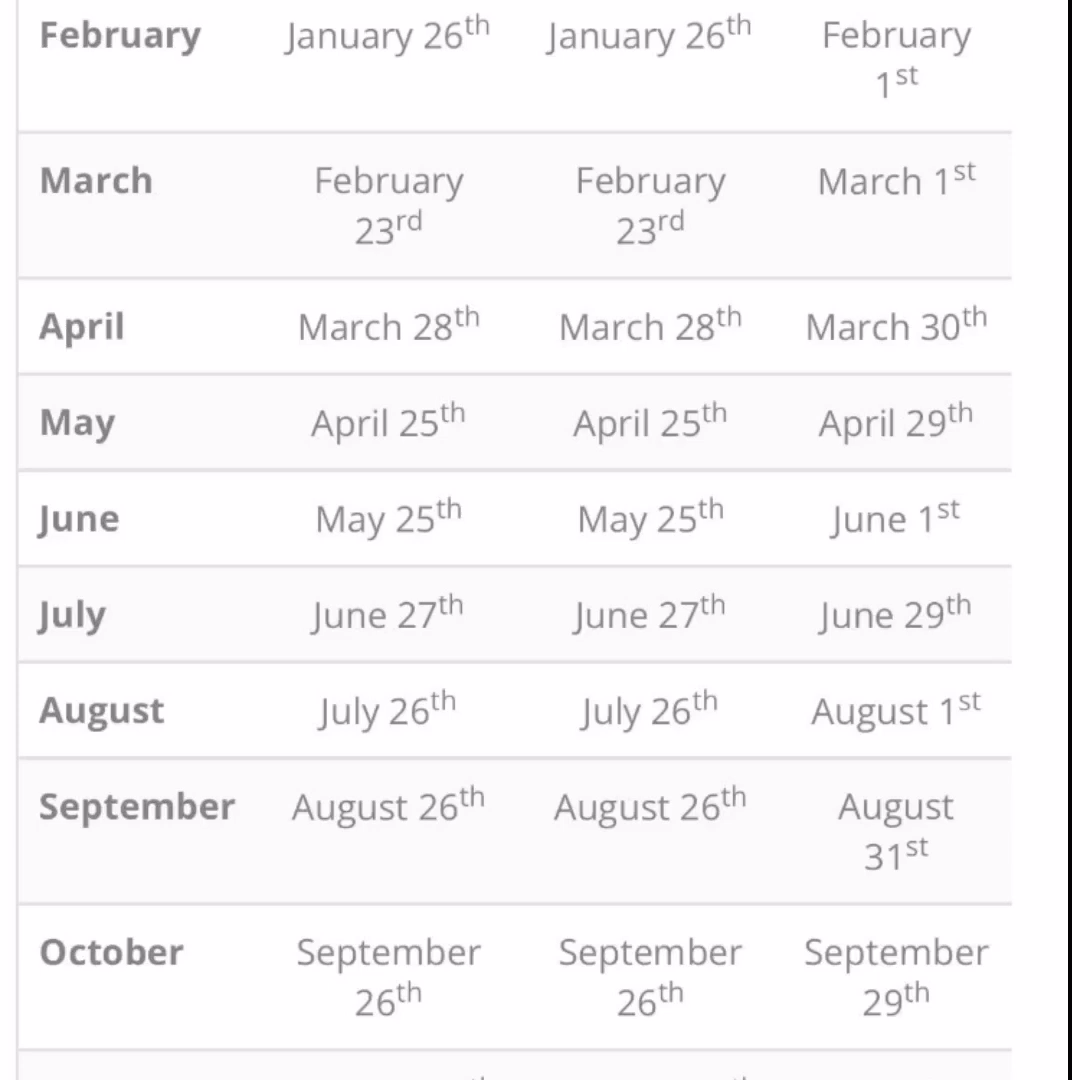 February January 26th January 26th February
1st
March February February March 1st
23rd 23rd
April March 28th March 28th March 30th
May April 25th April 25th April 29th
June May 25th May 25th June 1st
July June 27th June 27th June 29th
August July 26th July 26th August 1st
September August 26th August 26th August
31st
October September September September
26th 26th 29th